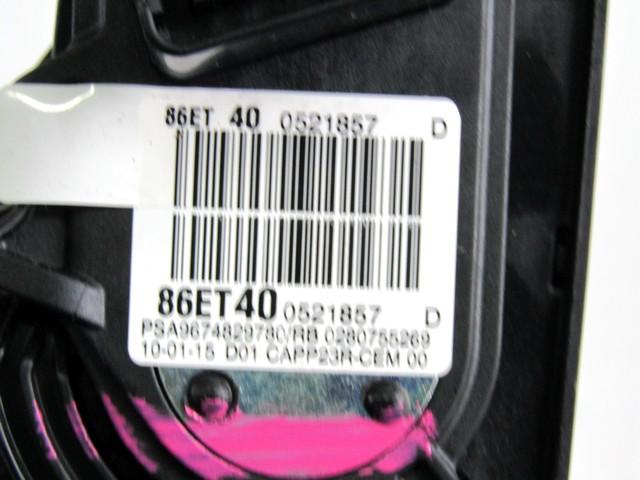 86ET 40 0521857 D
86ET40 0521857 D
PSA9674829780/RB 0280755269
10-01-15 D01 CAPP23R-CEM 00